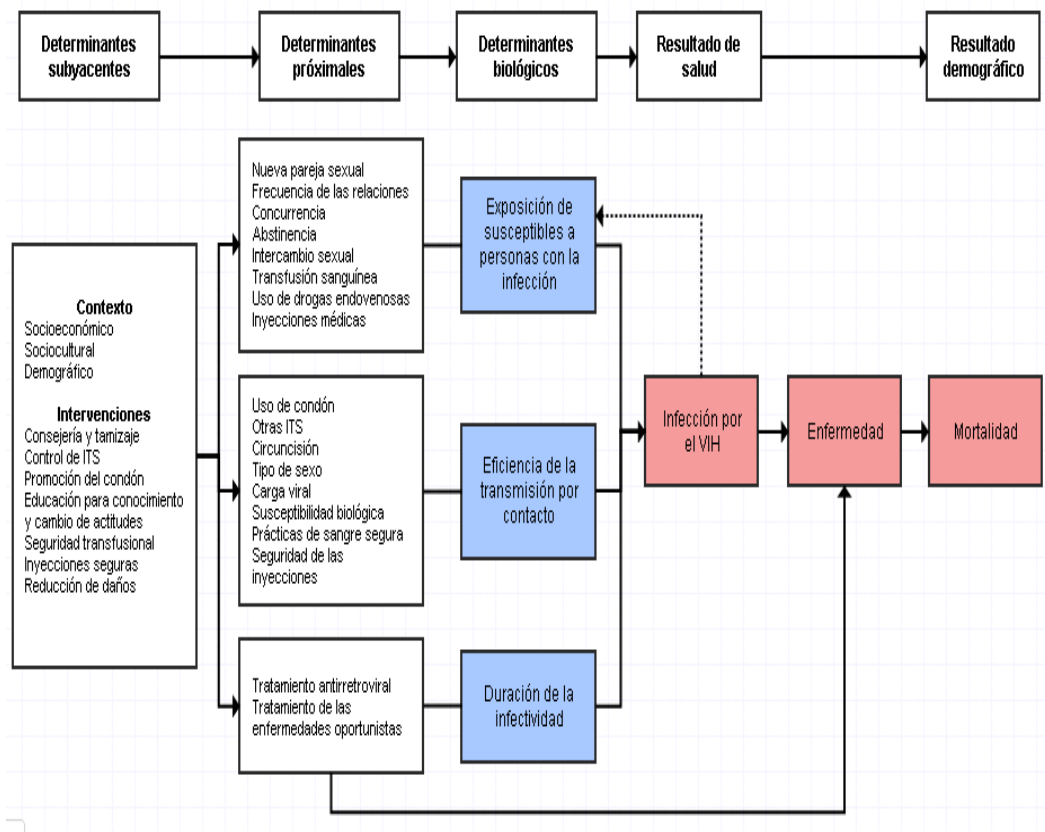 Determinantes
subyacentes
Determinantes
próximales
Determinantes
biológicos
Resultado de
salud
Resultado
demográfico
Contexto
Socioeconómico
Sociocultural
Demográfico
Intervenciones
Consejería y tamizaje
Control de ITS
Promoción del condón
Educación para conocimiento
y cambio de actitudes
Seguridad transfusional
Inyecciones seguras
Reducción de daños
Nueva pareja sexual
Frecuencia de las relaciones
Concurrencia
Abstinencia
Intercambio sexual
Transfusión sanguínea
Uso de drogas endovenosas
Inyecciones médicas
Uso de condón
Otras ITS
Circuncisión
Tipo de sexo
Carga viral
Susceptibilidad biológica
Prácticas de sangre segura
Seguridad de las
inyecciones
Tratamiento antirretroviral
Tratamiento de las
enfermedades oportunistas
Exposición de
susceptibles a
personas con la
infección
Eficiencia de la
transmisión por
contacto
Duración de la
infectividad
Infección por
el VIH
Enfermedad
Mortalidad